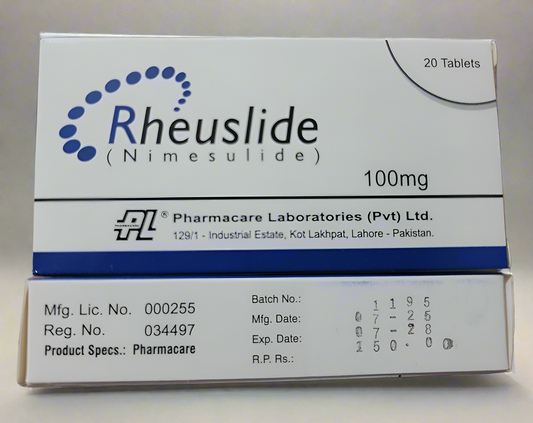 20 Tablets
Rheuslide
(Nimesulide)
100mg
PL ® Pharmacare Laboratories (Pvt) Ltd.
129/1 - Industrial Estate, Kot Lakhpat, Lahore - Pakistan.
Mfg. Lic. No. 000255
Reg. No. 034497
Product Specs.: Pharmacare
Batch No.: 1195
Mfg. Date: 07-25
Exp. Date: 07-28
R.P. Rs.: 150.00